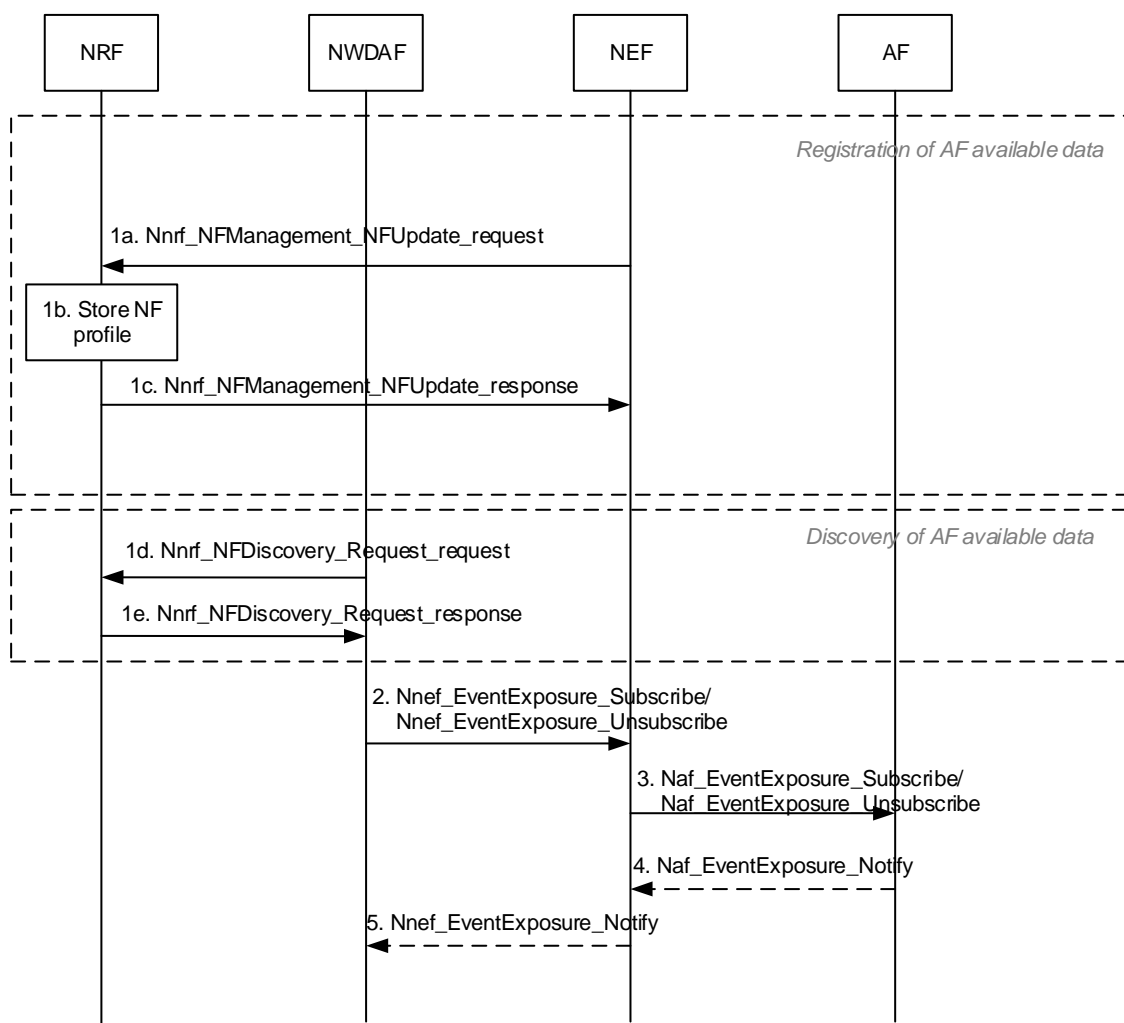 NRF
NWDAF
NEF
AF
Registration of AF available data
1a. Nnrf_NFManagement_NFUpdate_request
1b. Store NF
profile
1c. Nnrf_NFManagement_NFUpdate_response
Discovery of AF available data
1d. Nnrf_NFDiscovery_Request_request
1e. Nnrf_NFDiscovery_Request_response
2. Nnef_EventExposure_Subscribe/
Nnef_EventExposure_Unsubscribe
3. Naf_EventExposure_Subscribe/
Naf_EventExposure_Unsubscribe
4. Naf_EventExposure_Notify
5. Nnef_EventExposure_Notify